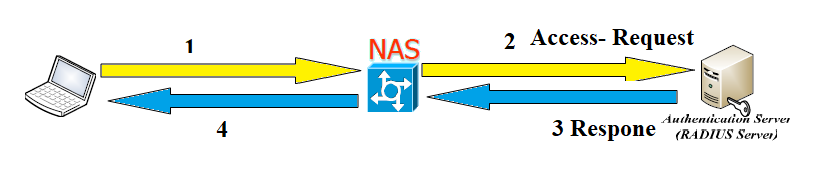 1
NAS
2 Access- Request
4
3 Respone
Authentication Server
(RADIUS Server)